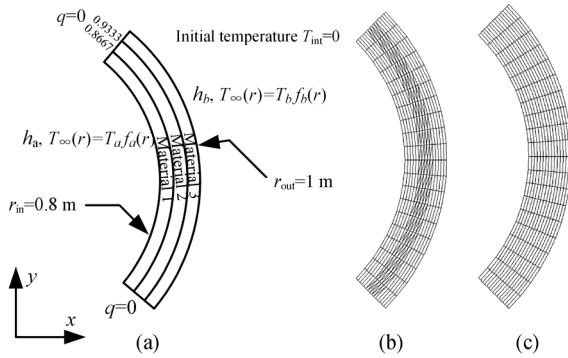 q=0
0.9333
0.8667
Initial temperature T_int=0
h_b, T_∞(r)=T_b f_b(r)
h_a, T_∞(r)=T_a f_a(r)
Material 1
Material 2
Material 3
r_out=1 m
r_in=0.8 m
q=0
y
x
(a)
(b)
(c)